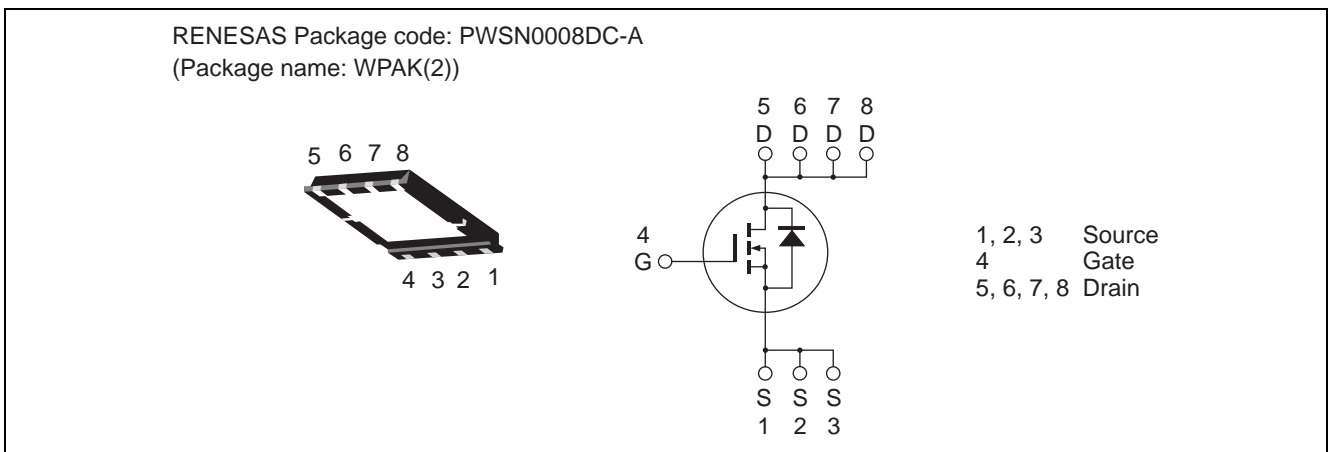 RENESAS Package code: PWSN0008DC-A
(Package name: WPAK(2))
5 6 7 8
4 3 2 1
5 6 7 8
D D D D
4
G
S S S
1 2 3
1, 2, 3 Source
4 Gate
5, 6, 7, 8 Drain